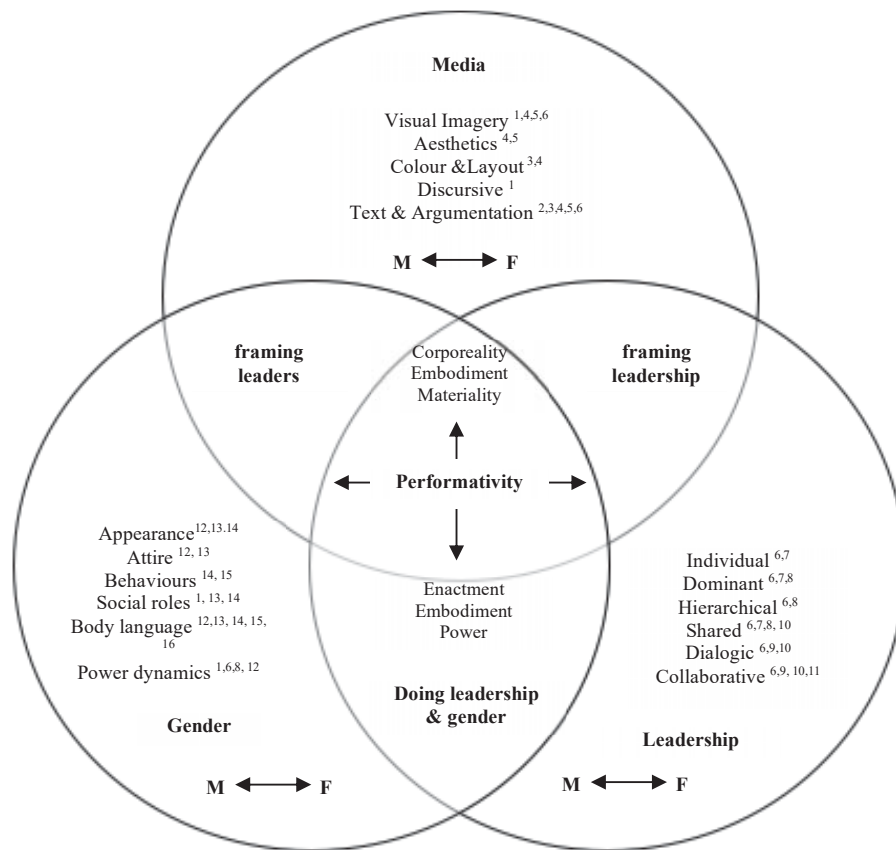 Media
Visual Imagery 1,4,5,6
Aesthetics 4,5
Colour &Layout 3,4
Discursive 1
Text & Argumentation 2,3,4,5,6
M F
framing
leaders
Corporeality
Embodiment
Materiality
framing
leadership
Performativity
Appearance12,13.14
Attire 12, 13
Behaviours 14, 15
Social roles 1, 13, 14
Body language 12,13, 14, 15,
16
Power dynamics 1,6,8, 12
Gender
M F
Enactment
Embodiment
Power
Doing leadership
& gender
Individual 6,7
Dominant 6,7,8
Hierarchical 6,8
Shared 6,7,8, 10
Dialogic 6,9,10
Collaborative 6,9, 10,11
Leadership
M F